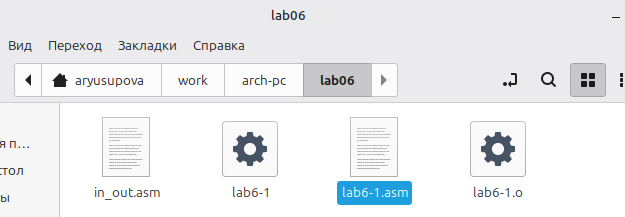 lab06
Вид Переход Закладки Справка
aryusupova work arch-pc lab06
я п…
стол
ы
in_out.asm lab6-1 lab6-1.asm lab6-1.o